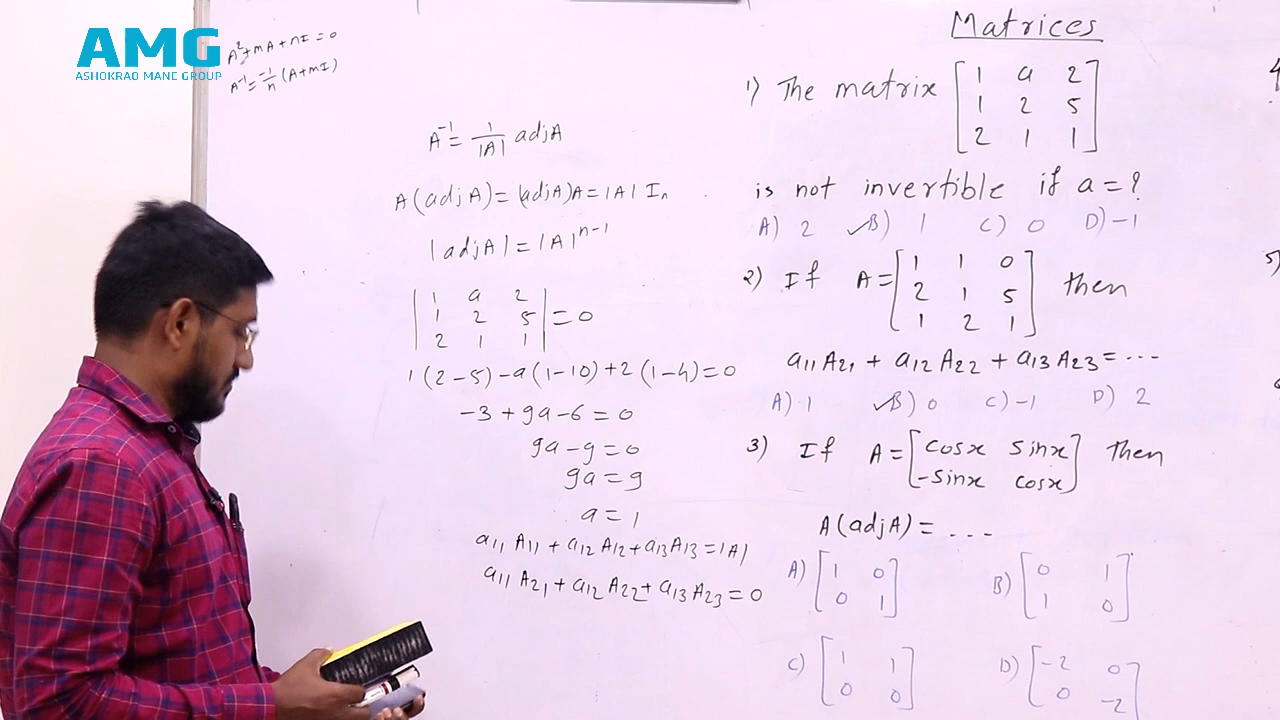 AMG
ASHOKRAO MANE GROUP
A²+mA+nI=0
A⁻¹=-1/n (A+mI)
A⁻¹= 1/|A| adjA
A(adjA)=(adjA)A=|A| Iₙ
|adjA|=|A|ⁿ⁻¹
| 1 a 2 |
| 1 2 5 | =0
| 2 1 1 |
1(2-5)-a(1-10)+2(1-4)=0
-3+9a-6=0
9a-9=0
9a=9
a=1
a₁₁A₁₁+a₁₂A₁₂+a₁₃A₁₃=|A|
a₁₁A₂₁+a₁₂A₂₂+a₁₃A₂₃=0
Matrices
1) The matrix [ 1 a 2
1 2 5
2 1 1 ]
is not invertible if a=?
A) 2 ✓B) 1 C) 0 D) -1
2) If A= [ 1 1 0
2 1 5
1 2 1 ] then
a₁₁A₂₁+a₁₂A₂₂+a₁₃A₂₃=...
A) 1 ✓B) 0 C) -1 D) 2
3) If A= [ cosx sinx
-sinx cosx ] then
A(adjA)=...
A) [ 1 0
0 1 ]
B) [ 0 1
1 0 ]
C) [ 1 1
0 0 ]
D) [ -2 0
0 -2 ]
5)